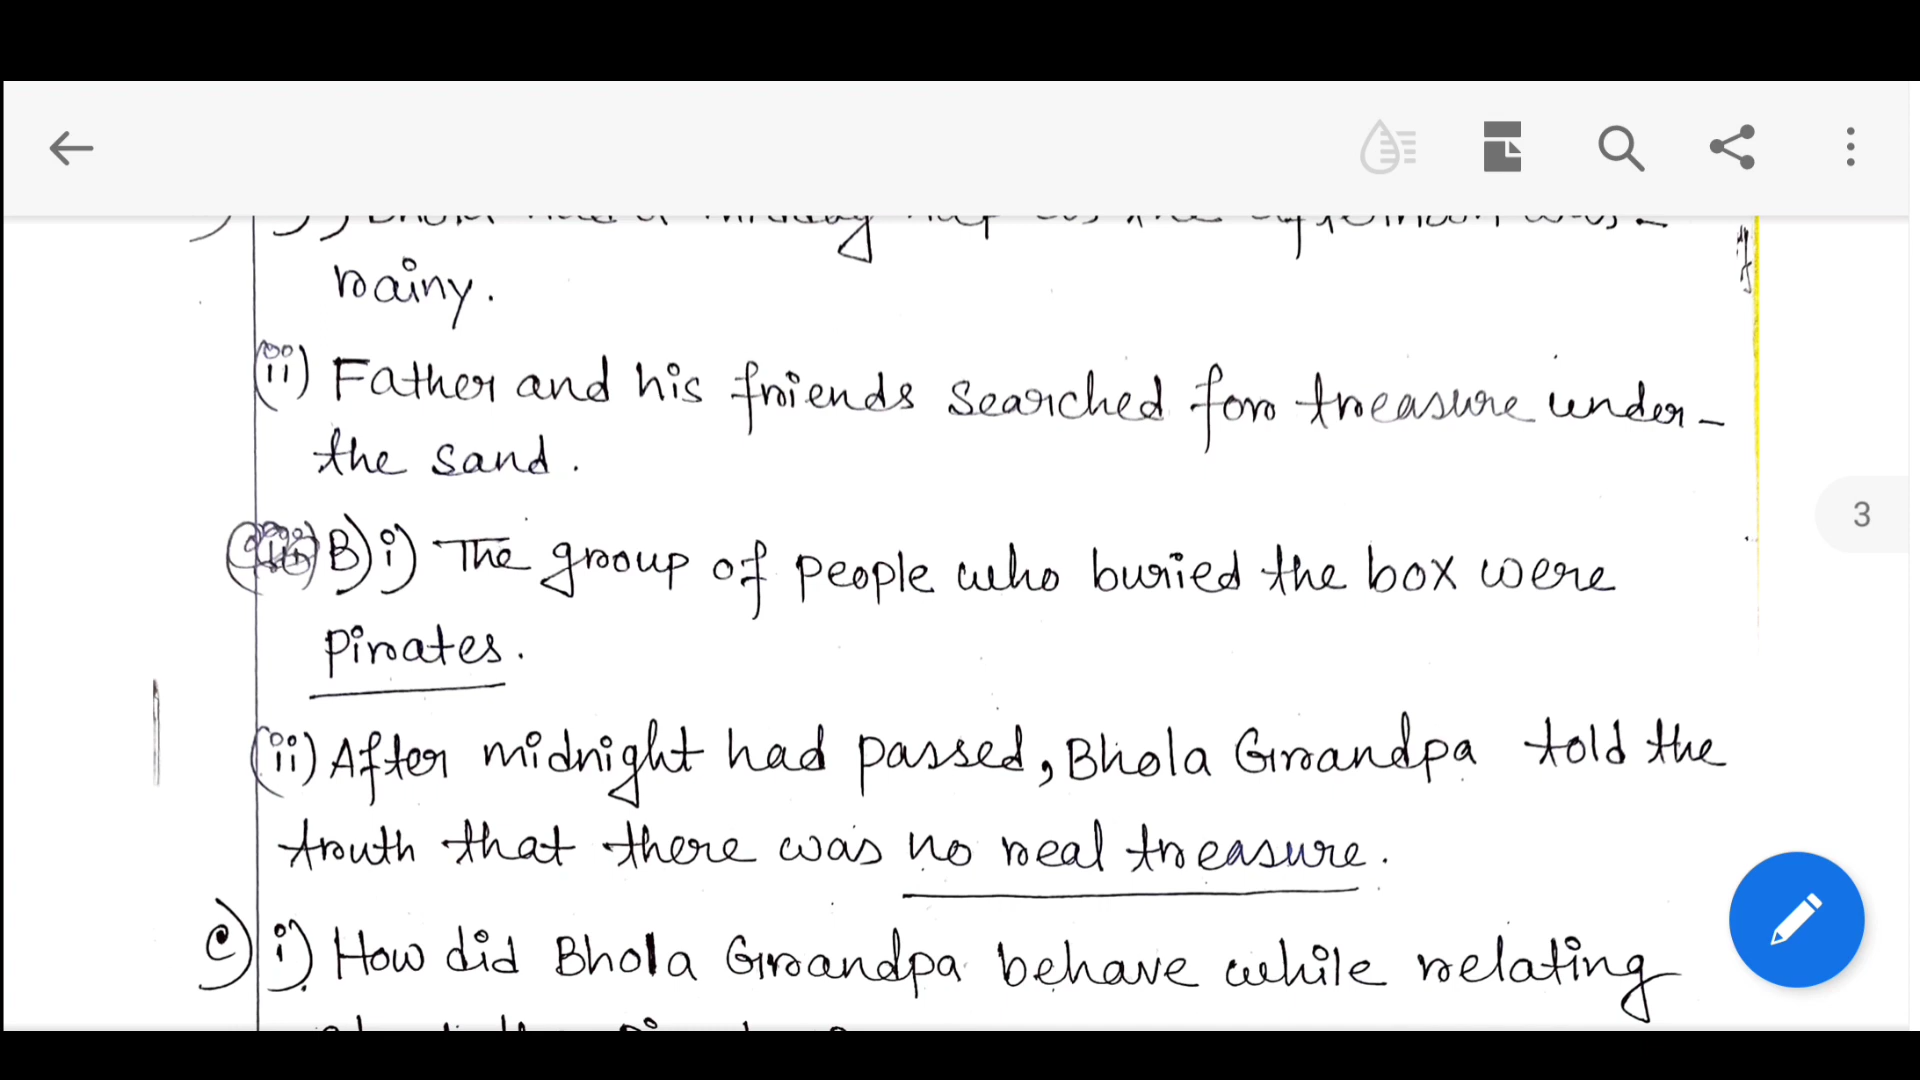 rainy.
(ii) Father and his friends searched for treasure under-
the sand.
B) i) The group of people who buried the box were
pirates.
(ii) After midnight had passed, Bhola Grandpa told the
truth that there was no real treasure.
c) i) How did Bhola Grandpa behave while relating
3